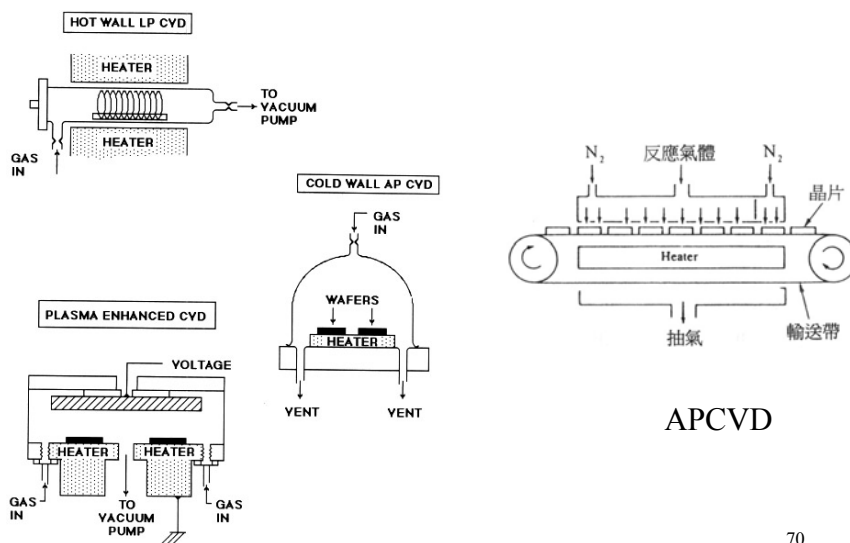 HOT WALL LP CVD
HEATER
TO
VACUUM
PUMP
HEATER
GAS
IN
COLD WALL AP CVD
GAS
IN
WAFERS
HEATER
VENT
VENT
PLASMA ENHANCED CVD
VOLTAGE
HEATER
HEATER
GAS
IN
TO
VACUUM
PUMP
GAS
IN
N₂
反應氣體
N₂
晶片
Heater
抽氣
輸送帶
APCVD
70